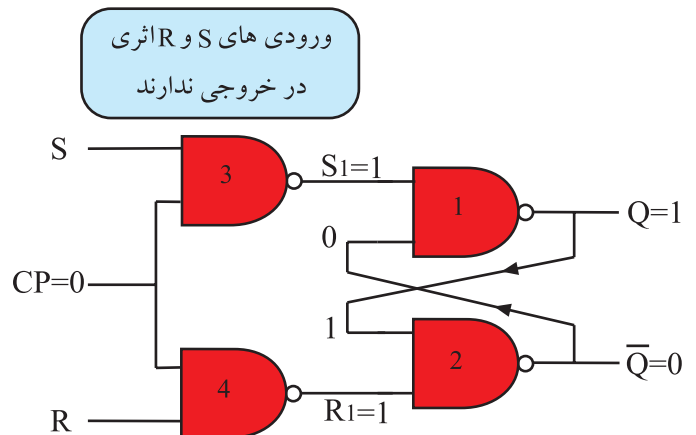 ورودی های S و R اثری
در خروجی ندارند
S
3
S1=1
1
Q=1
0
CP=0
1
2
Q̅=0
4
R1=1
R